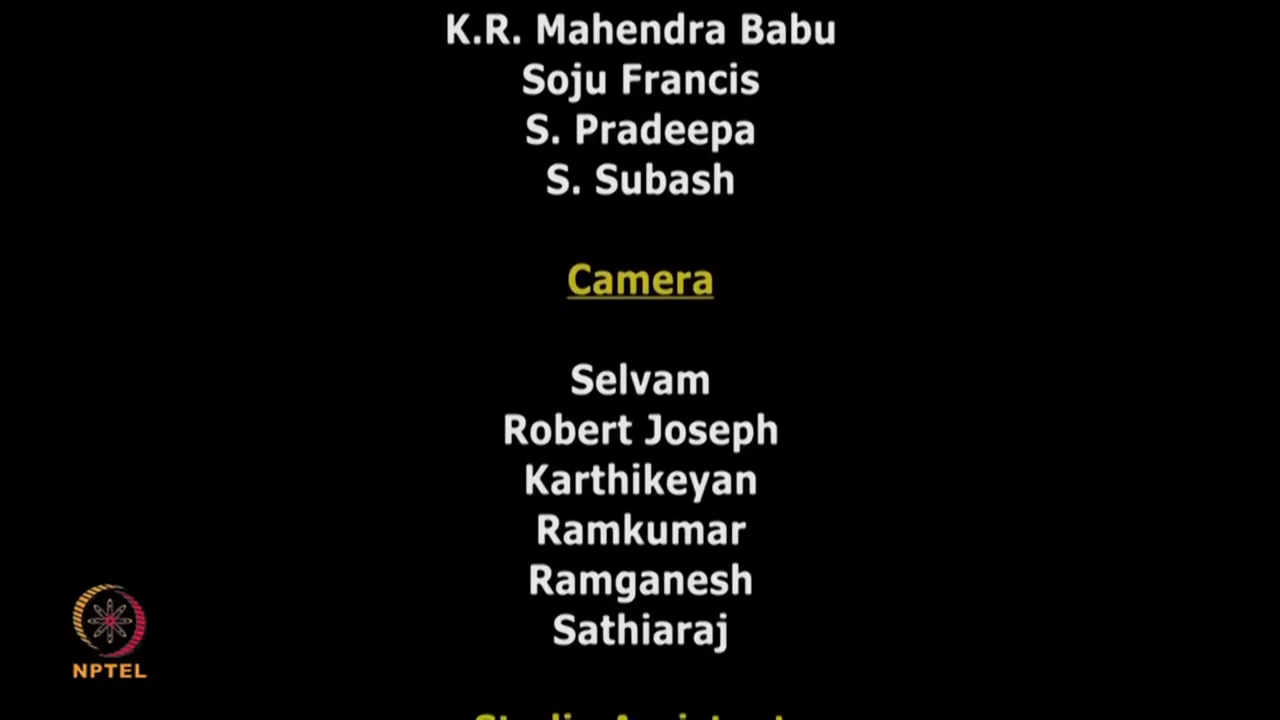 K.R. Mahendra Babu
Soju Francis
S. Pradeepa
S. Subash
Camera
Selvam
Robert Joseph
Karthikeyan
Ramkumar
Ramganesh
Sathiaraj
NPTEL